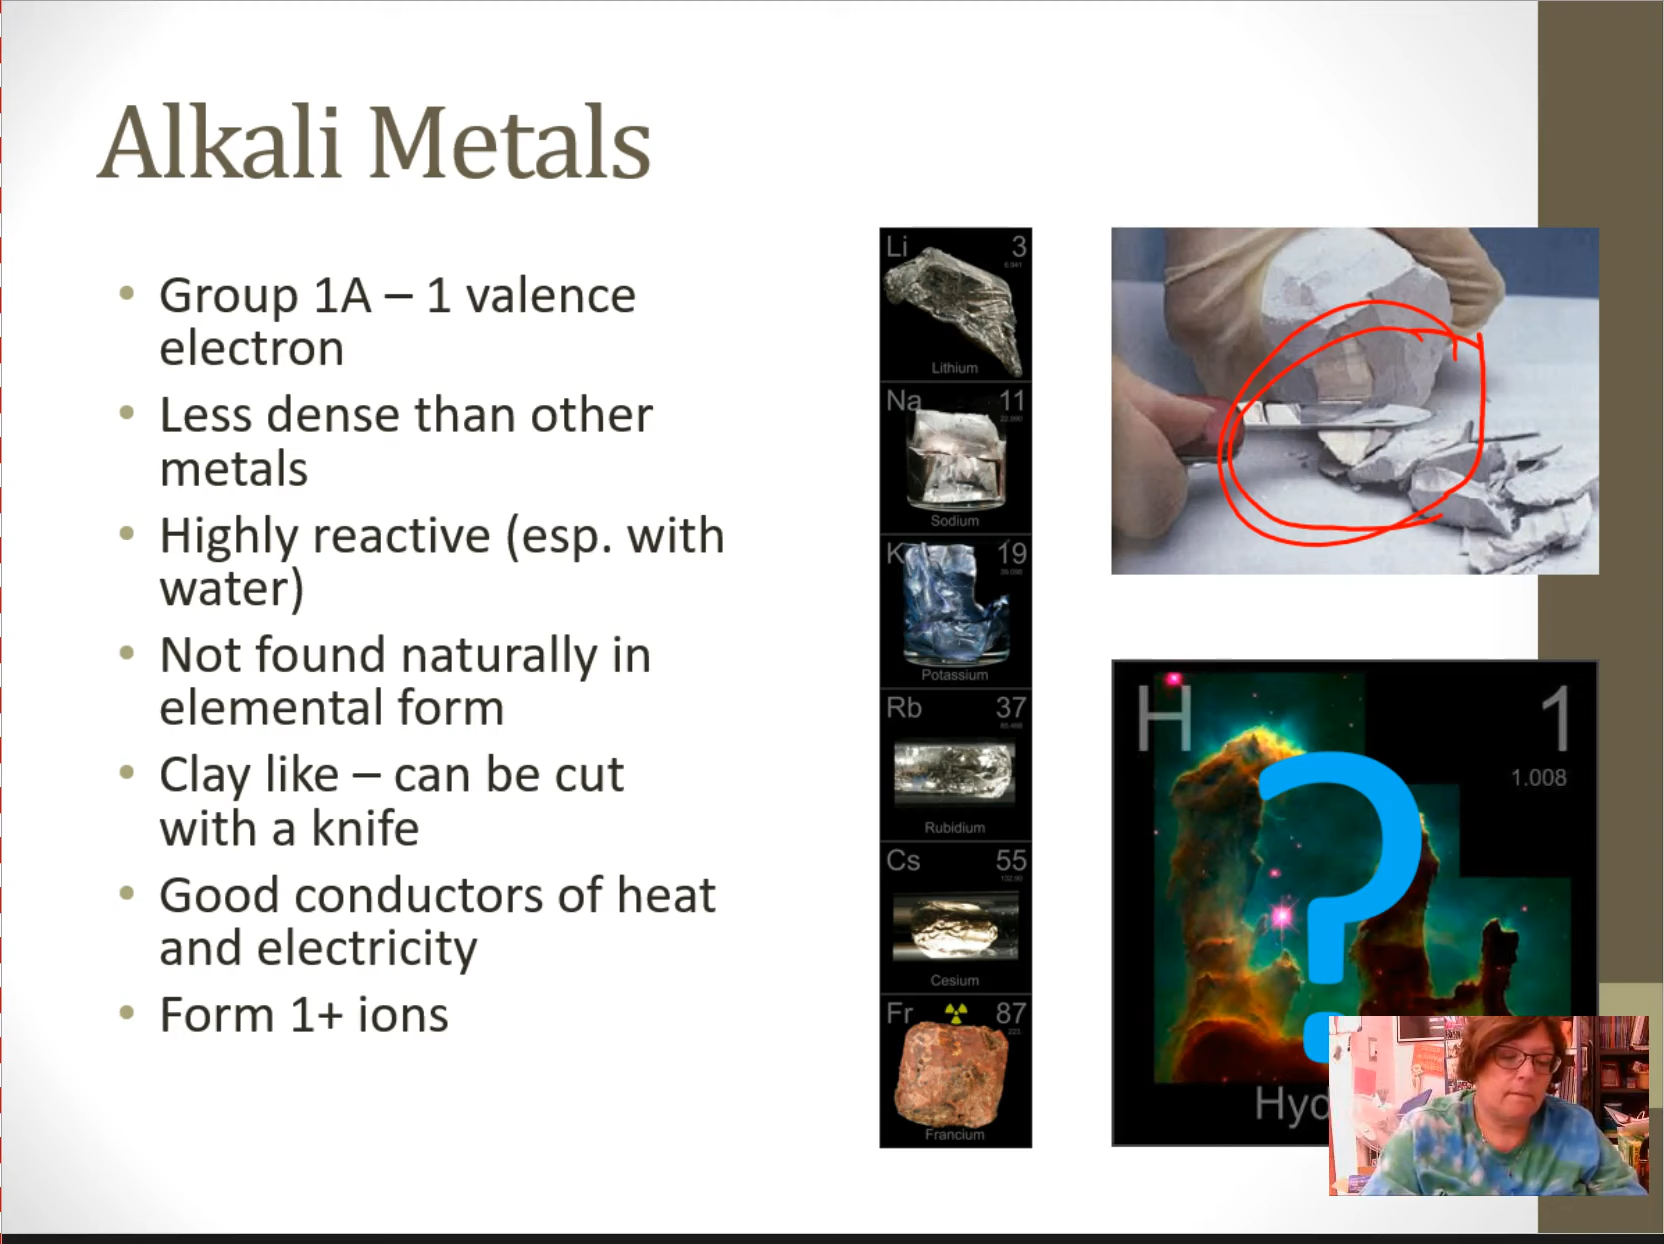 Alkali Metals
• Group 1A – 1 valence
electron
• Less dense than other
metals
• Highly reactive (esp. with
water)
• Not found naturally in
elemental form
• Clay like – can be cut
with a knife
• Good conductors of heat
and electricity
• Form 1+ ions
Li 3
Lithium
Na 11
Sodium
K 19
Potassium
Rb 37
Rubidium
Cs 55
Cesium
Fr 87
Francium
H 1
1.008
?
Hyd